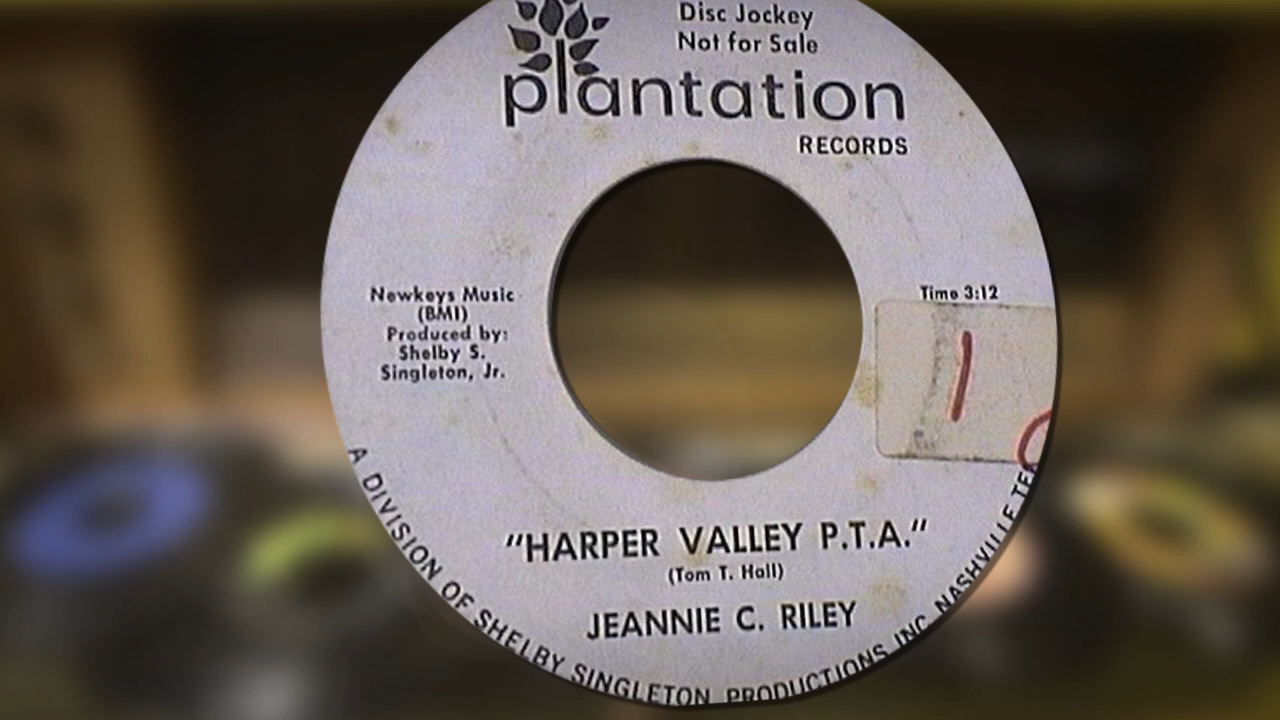 Disc Jockey
Not for Sale
plantation
RECORDS
Newkeys Music
(BMI)
Produced by:
Shelby S.
Singleton, Jr.
Time 3:12
1
"HARPER VALLEY P.T.A."
(Tom T. Hall)
JEANNIE C. RILEY
A DIVISION OF SHELBY SINGLETON PRODUCTIONS INC. NASHVILLE